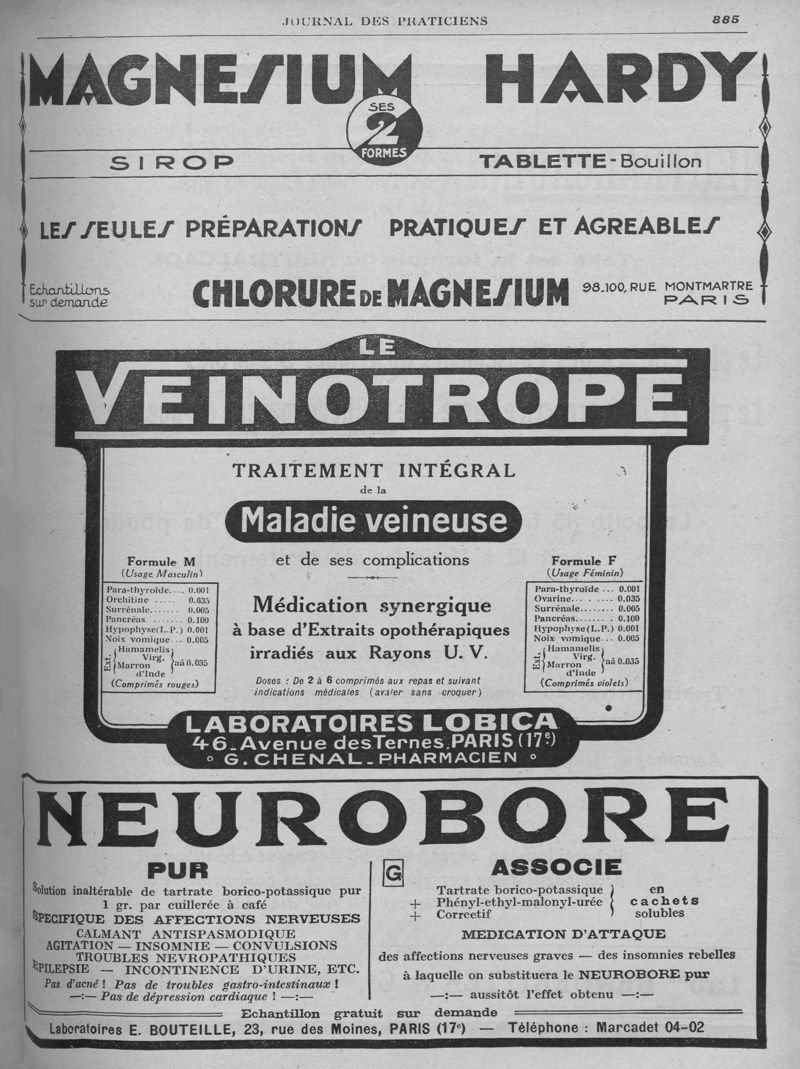 JOURNAL DES PRATICIENS 885
MAGNESIUM HARDY
SES
2
FORMES
SIROP TABLETTE-Bouillon
LES SEULES PRÉPARATIONS PRATIQUES ET AGREABLES
Echantillons
sur demande
CHLORURE DE MAGNESIUM
98.100, RUE MONTMARTRE
PARIS
LE
VEINOTROPE
TRAITEMENT INTÉGRAL
de la
Maladie veineuse
et de ses complications
Formule M
(Usage Masculin)
Para-thyroïde... 0.001
Orchitine ..... 0.035
Surrénale....... 0.005
Pancréas ....... 0.100
Hypophyse(L.P.) 0.001
Noix vomique... 0.005
Ext. Hamamelis
Virg.
Marron
d'Inde
āā 0.035
(Comprimés rouges)
Médication synergique
à base d'Extraits opothérapiques
irradiés aux Rayons U. V.
Doses : De 2 à 6 comprimés aux repas et suivant
indications médicales (avaler sans croquer)
Formule F
(Usage Féminin)
Para-thyroïde ... 0.001
Ovarine... . .... 0.035
Surrénale........ 0.005
Pancréas........ 0.100
Hypophyse(L.P.) 0.001
Noix vomique... 0.005
Ext. Hamamelis
Virg.
Marron
d'Inde
āā 0.035
(Comprimés violets)
LABORATOIRES LOBICA
46_Avenue des Ternes. PARIS (17e)
G. CHENAL_PHARMACIEN
NEUROBORE
PUR
Solution inaltérable de tartrate borico-potassique pur
1 gr. par cuillerée à café
SPECIFIQUE DES AFFECTIONS NERVEUSES
CALMANT ANTISPASMODIQUE
AGITATION — INSOMNIE — CONVULSIONS
TROUBLES NEVROPATHIQUES
EPILEPSIE — INCONTINENCE D'URINE, ETC.
Pas d'acné ! Pas de troubles gastro-intestinaux !
—:— Pas de dépression cardiaque ! —:—
G
ASSOCIE
Tartrate borico-potassique
+ Phényl-ethyl-malonyl-urée
+ Correctif
en
cachets
solubles
MEDICATION D'ATTAQUE
des affections nerveuses graves — des insomnies rebelles
à laquelle on substituera le NEUROBORE pur
—:— aussitôt l'effet obtenu —:—
Echantillon gratuit sur demande
Laboratoires E. BOUTEILLE, 23, rue des Moines, PARIS (17e) — Téléphone : Marcadet 04-02